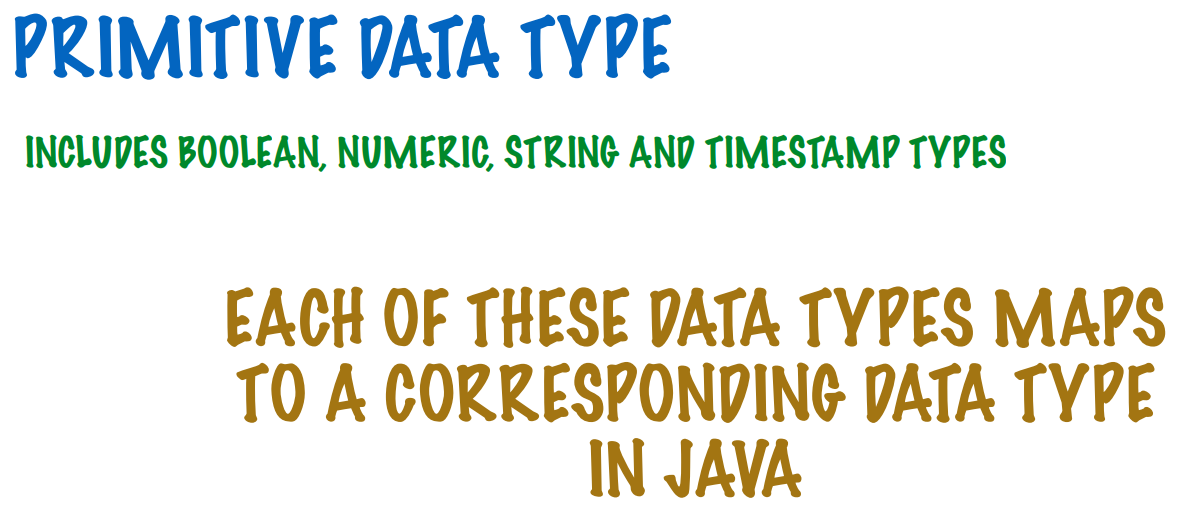 PRIMITIVE DATA TYPE
INCLUDES BOOLEAN, NUMERIC, STRING AND TIMESTAMP TYPES
EACH OF THESE DATA TYPES MAPS
TO A CORRESPONDING DATA TYPE
IN JAVA